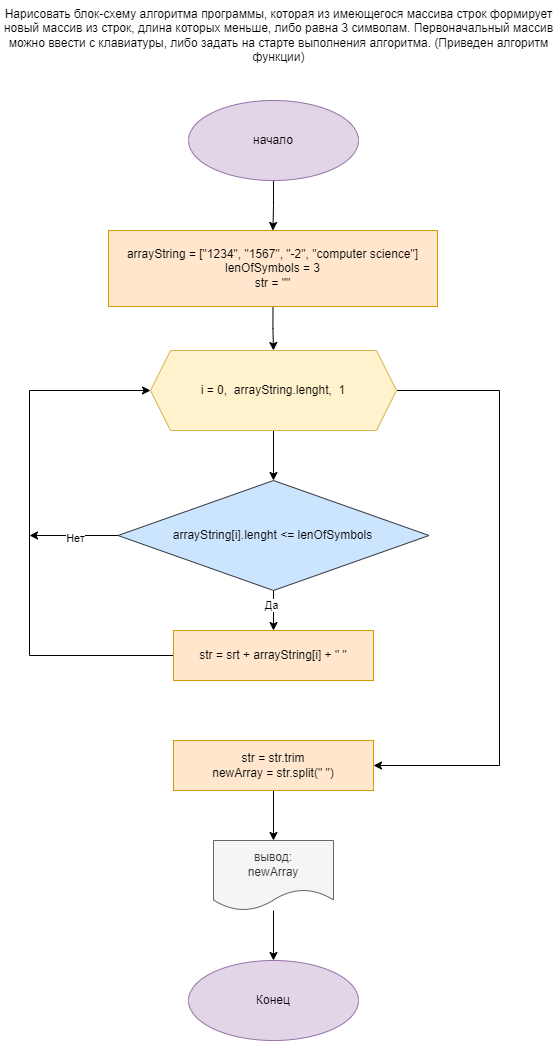 Нарисовать блок-схему алгоритма программы, которая из имеющегося массива строк формирует
новый массив из строк, длина которых меньше, либо равна 3 символам. Первоначальный массив
можно ввести с клавиатуры, либо задать на старте выполнения алгоритма. (Приведен алгоритм
функции)
начало
arrayString = ["1234", "1567", "-2", "computer science"]
lenOfSymbols = 3
str = ""
i = 0, arrayString.lenght, 1
arrayString[i].lenght <= lenOfSymbols
Нет
Да
str = srt + arrayString[i] + " "
str = str.trim
newArray = str.split(" ")
вывод:
newArray
Конец